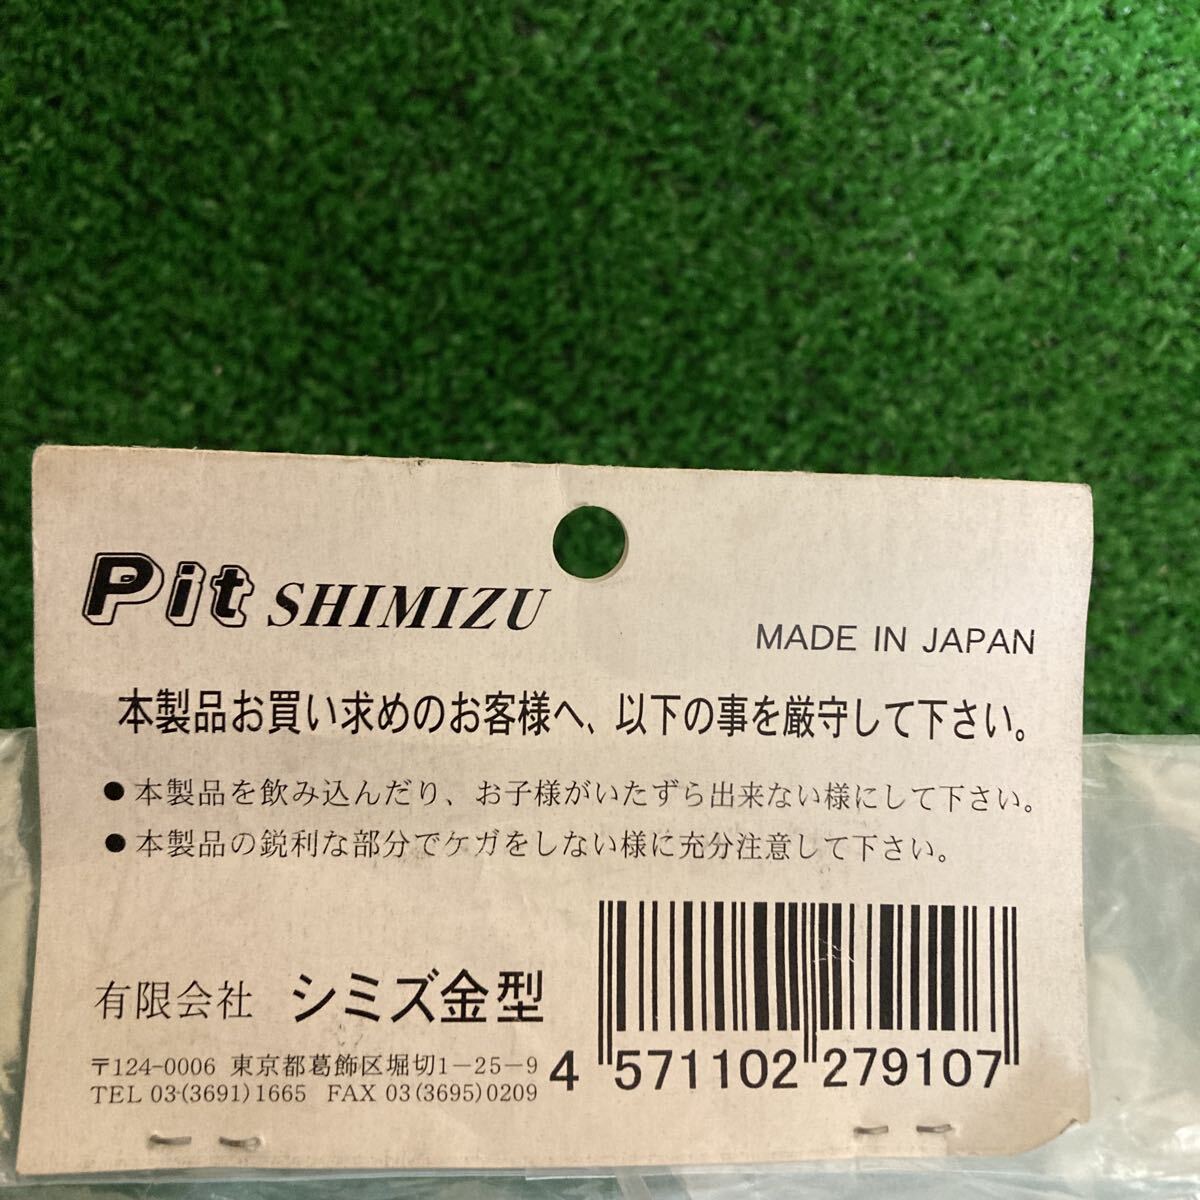 Pit SHIMIZU
MADE IN JAPAN
本製品お買い求めのお客様へ、以下の事を厳守して下さい。
●本製品を飲み込んだり、お子様がいたずら出来ない様にして下さい。
●本製品の鋭利な部分でケガをしない様に充分注意して下さい。
有限会社 シミズ金型
〒124-0006 東京都葛飾区堀切1-25-9
TEL 03-(3691)1665 FAX 03(3695)0209
4 571102 279107